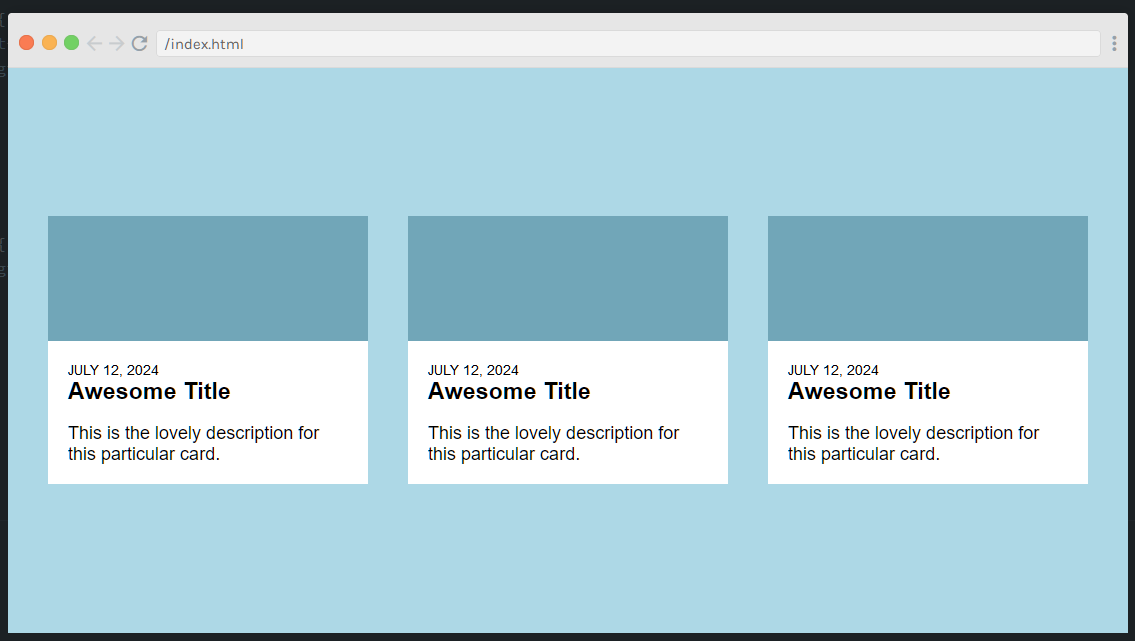 /index.html
JULY 12, 2024
Awesome Title
This is the lovely description for
this particular card.
JULY 12, 2024
Awesome Title
This is the lovely description for
this particular card.
JULY 12, 2024
Awesome Title
This is the lovely description for
this particular card.